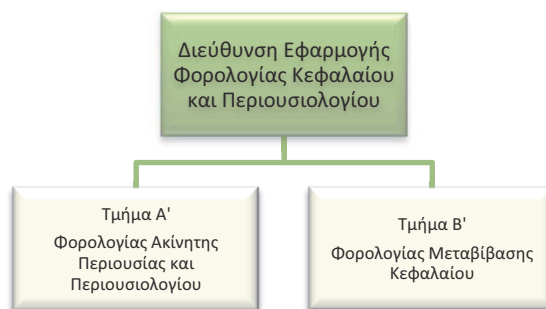 Διεύθυνση Εφαρμογής
Φορολογίας Κεφαλαίου
και Περιουσιολογίου
Τμήμα Α'
Φορολογίας Ακίνητης
Περιουσίας και
Περιουσιολογίου
Τμήμα Β'
Φορολογίας Μεταβίβασης
Κεφαλαίου